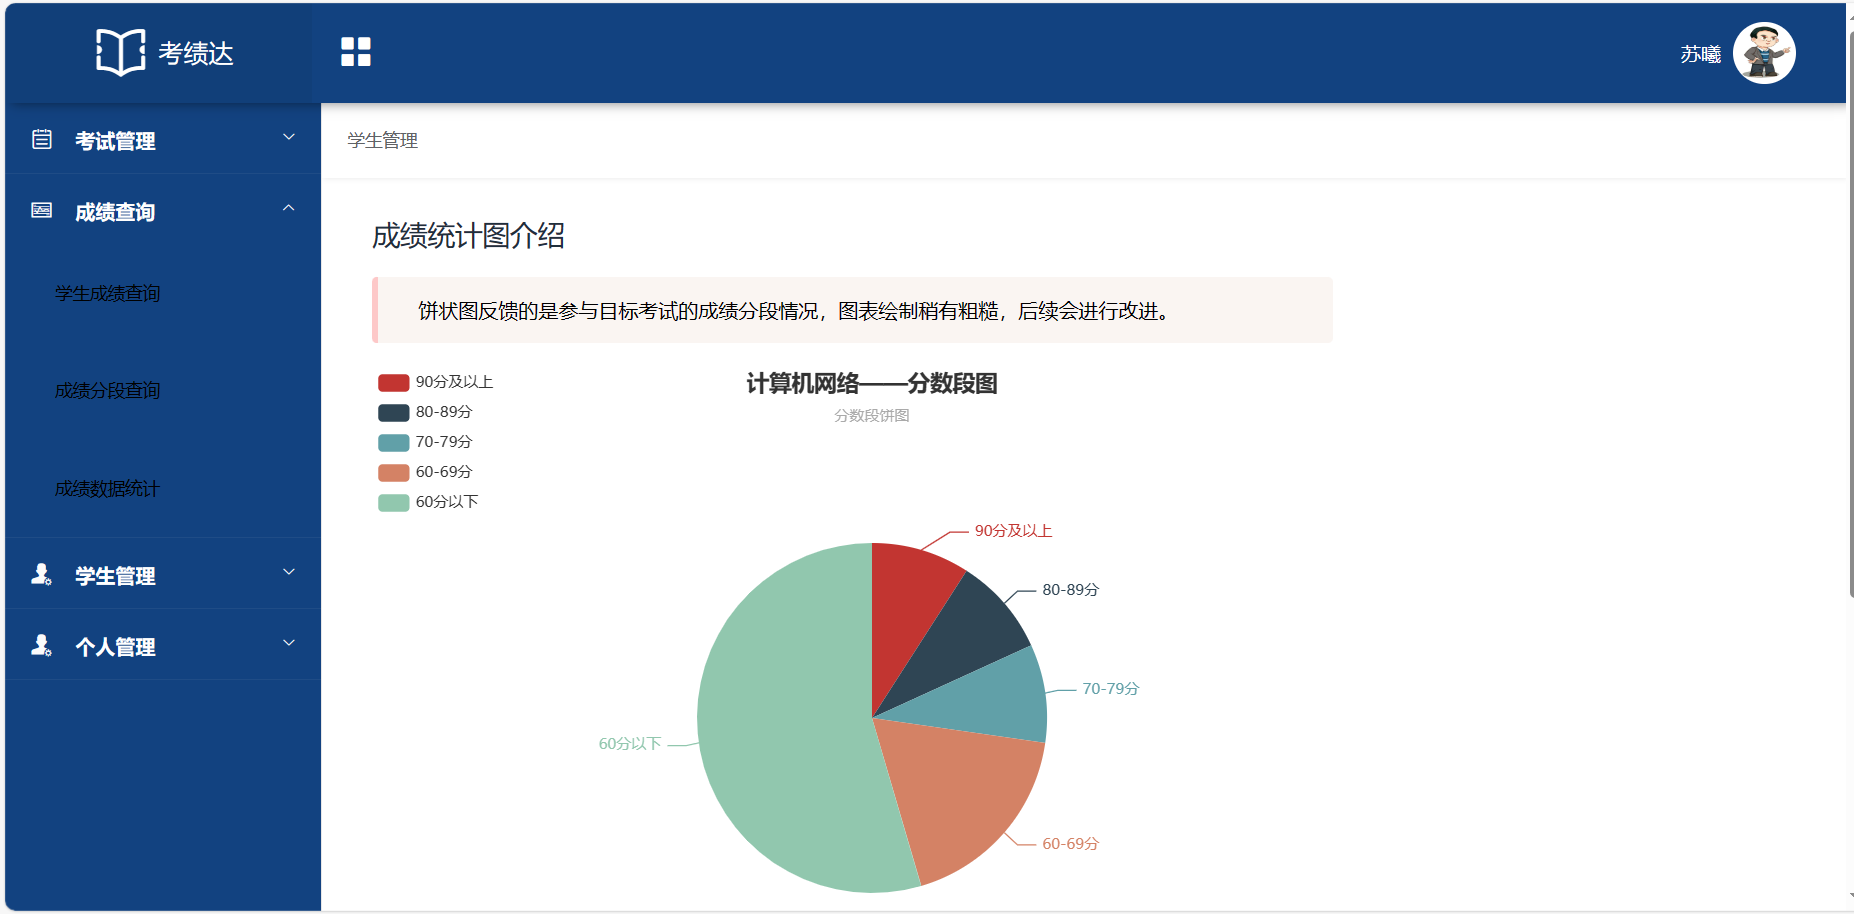 考绩达
苏曦
考试管理
成绩查询
学生成绩查询
成绩分段查询
成绩数据统计
学生管理
个人管理
学生管理
成绩统计图介绍
饼状图反馈的是参与目标考试的成绩分段情况，图表绘制稍有粗糙，后续会进行改进。
计算机网络——分数段图
分数段饼图
90分及以上
80-89分
70-79分
60-69分
60分以下
90分及以上
80-89分
70-79分
60分以下
60-69分